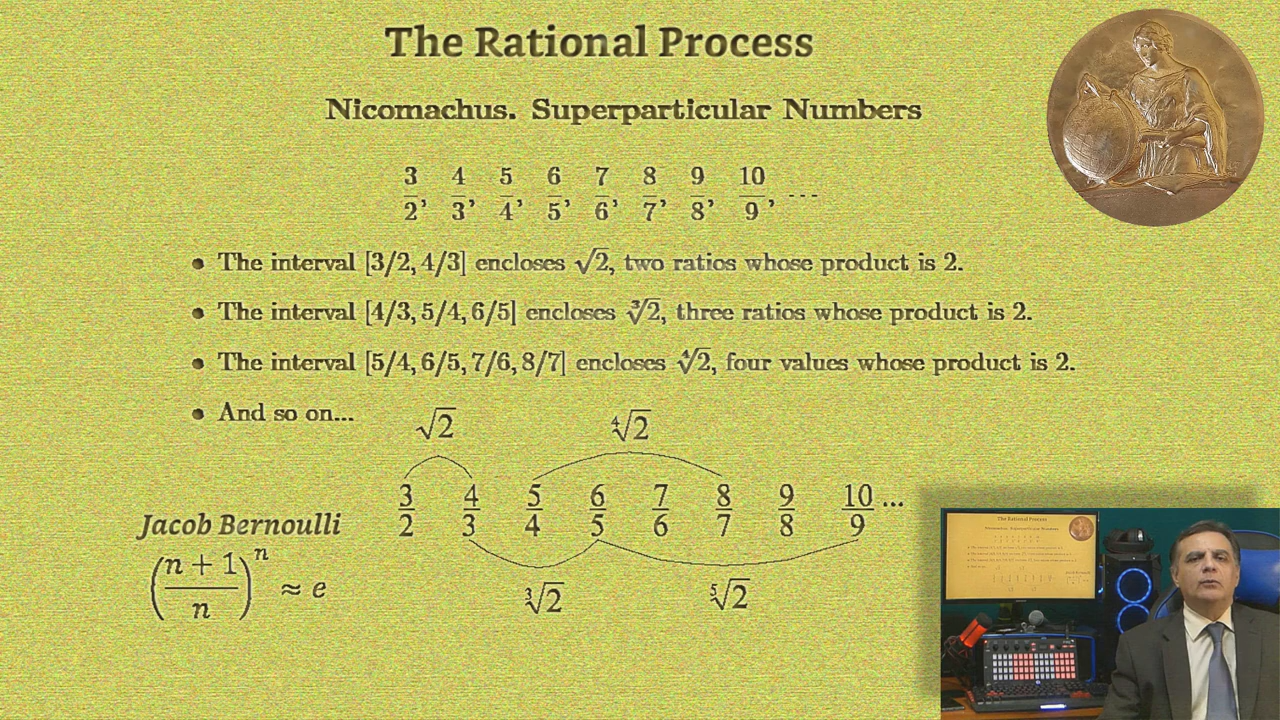 The Rational Process
Nicomachus. Superparticular Numbers
3/2, 4/3, 5/4, 6/5, 7/6, 8/7, 9/8, 10/9, ...
• The interval [3/2, 4/3] encloses √2, two ratios whose product is 2.
• The interval [4/3, 5/4, 6/5] encloses ∛2, three ratios whose product is 2.
• The interval [5/4, 6/5, 7/6, 8/7] encloses ∜2, four values whose product is 2.
• And so on...
√2 ∜2
3/2 4/3 5/4 6/5 7/6 8/7 9/8 10/9 ...
∛2 ⁵√2
Jacob Bernoulli
((n + 1)/n)ⁿ ≈ e
The Rational Process